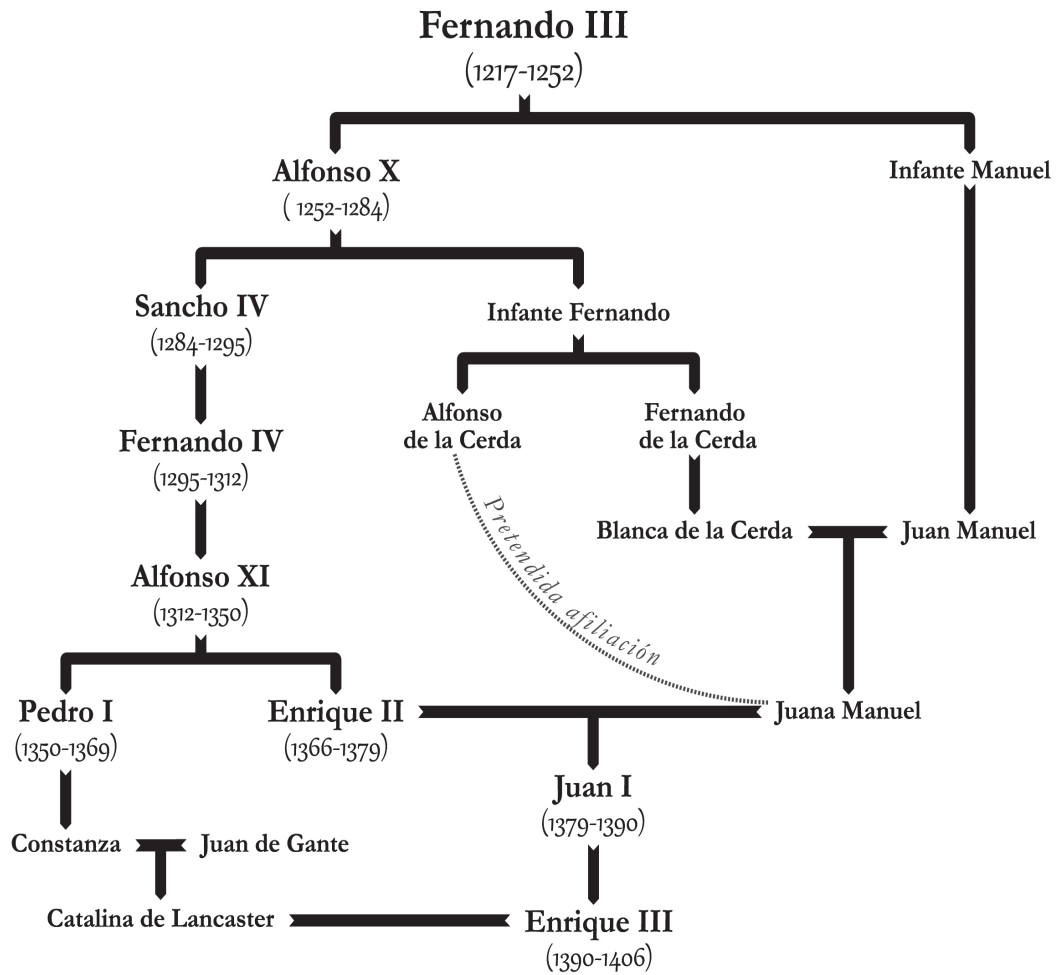 Fernando III
(1217-1252)
Alfonso X
( 1252-1284)
Infante Manuel
Sancho IV
(1284-1295)
Infante Fernando
Alfonso
de la Cerda
Fernando
de la Cerda
Fernando IV
(1295-1312)
Pretendida afiliación
Blanca de la Cerda
Juan Manuel
Alfonso XI
(1312-1350)
Pedro I
(1350-1369)
Enrique II
(1366-1379)
Juana Manuel
Juan I
(1379-1390)
Constanza
Juan de Gante
Catalina de Lancaster
Enrique III
(1390-1406)